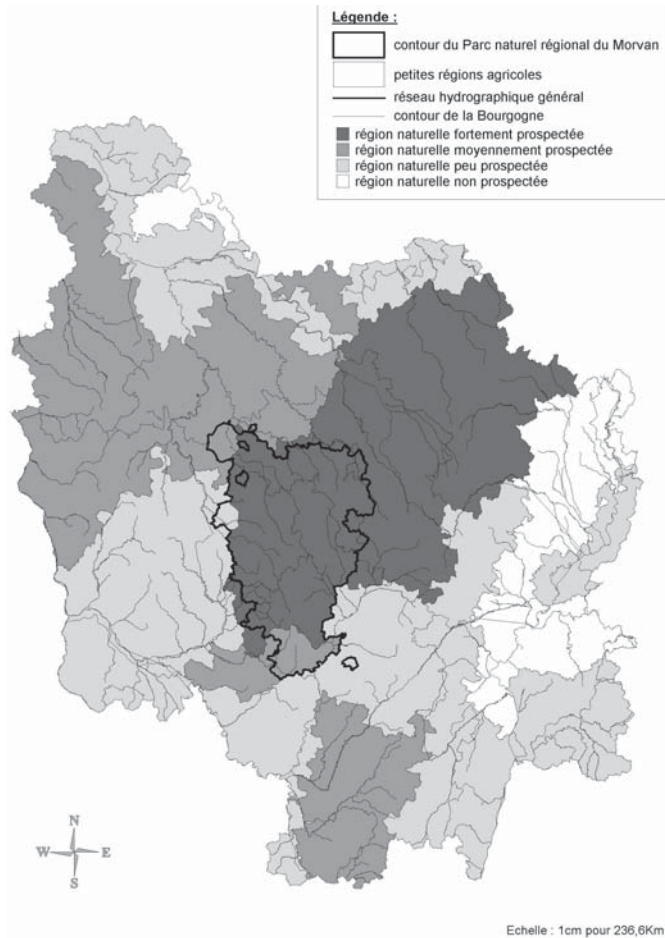 Légende :
contour du Parc naturel régional du Morvan
petites régions agricoles
réseau hydrographique général
contour de la Bourgogne
région naturelle fortement prospectée
région naturelle moyennement prospectée
région naturelle peu prospectée
région naturelle non prospectée
N
W E
S
Echelle : 1cm pour 236,6Km